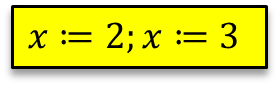 x := 2; x := 3